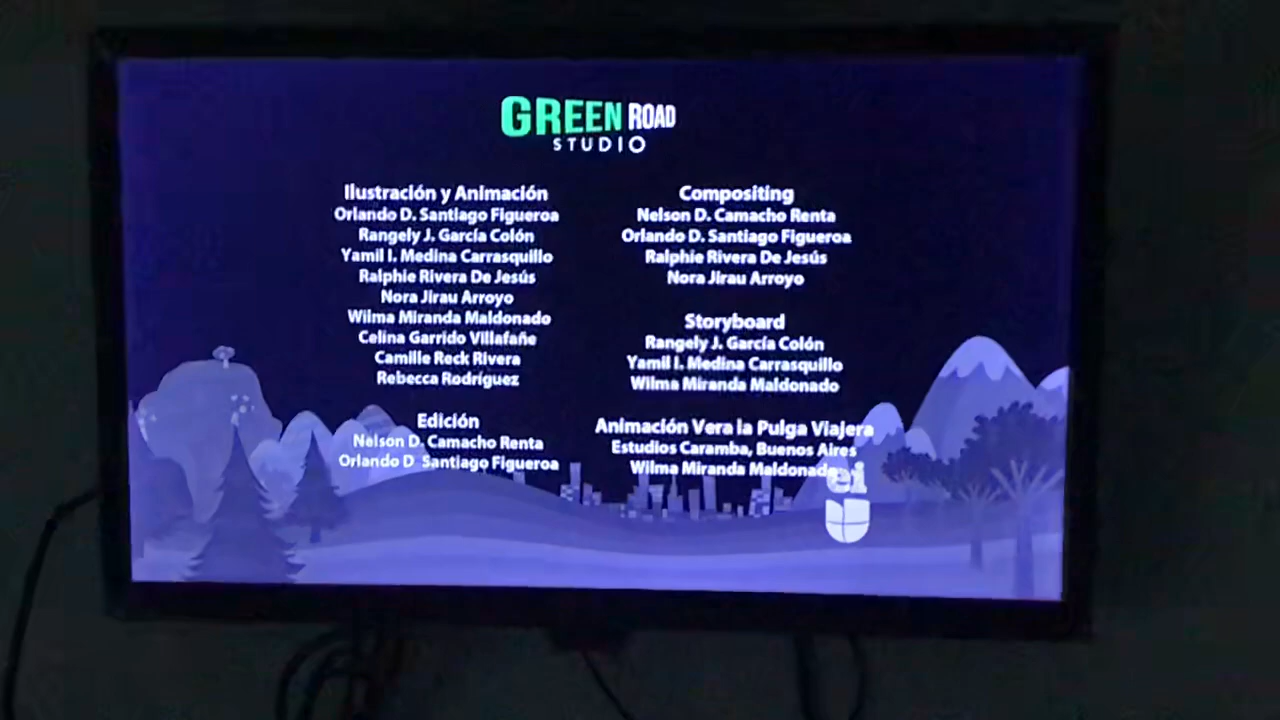 GREEN ROAD
STUDIO
Ilustración y Animación
Orlando D. Santiago Figueroa
Rangely J. García Colón
Yamil I. Medina Carrasquillo
Ralphie Rivera De Jesús
Nora Jirau Arroyo
Wilma Miranda Maldonado
Celina Garrido Villafañe
Camille Reck Rivera
Rebecca Rodríguez
Edición
Nelson D. Camacho Renta
Orlando D Santiago Figueroa
Compositing
Nelson D. Camacho Renta
Orlando D. Santiago Figueroa
Ralphie Rivera De Jesús
Nora Jirau Arroyo
Storyboard
Rangely J. García Colón
Yamil I. Medina Carrasquillo
Wilma Miranda Maldonado
Animación Vera la Pulga Viajera
Estudios Caramba, Buenos Aires
Wilma Miranda Maldonado
ei